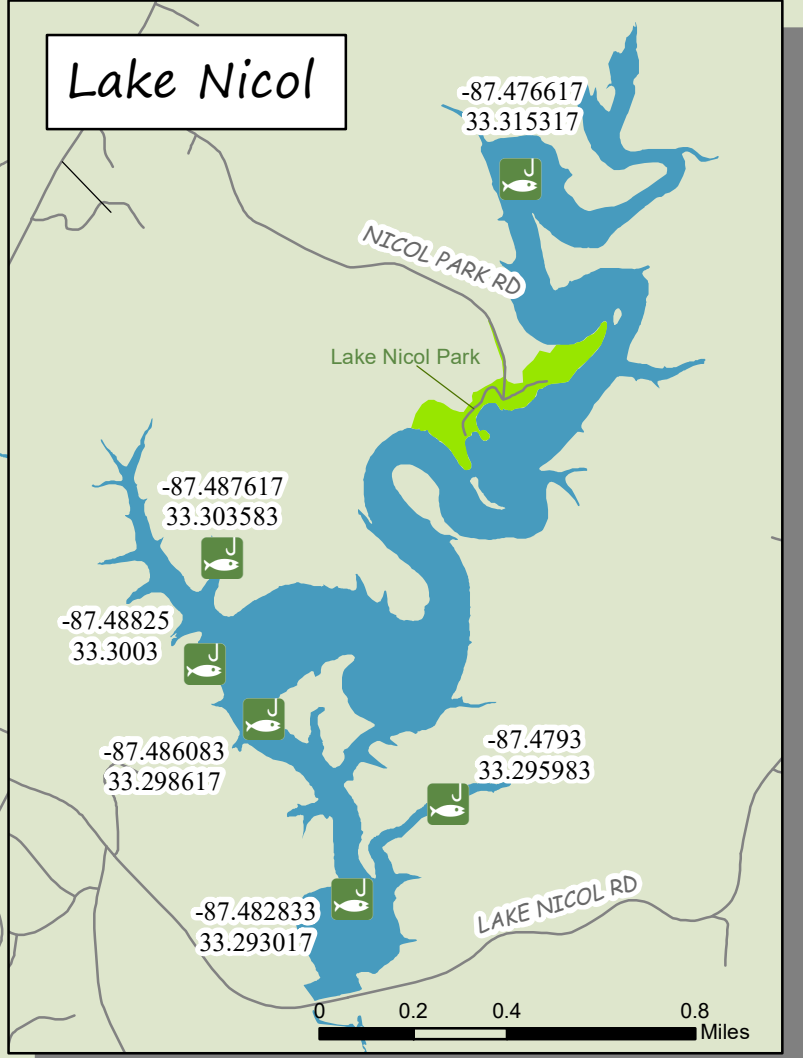 Lake Nicol
-87.476617
33.315317
NICOL PARK RD
Lake Nicol Park
-87.487617
33.303583
-87.48825
33.3003
-87.486083
33.298617
-87.4793
33.295983
-87.482833
33.293017
LAKE NICOL RD
0 0.2 0.4 0.8
Miles